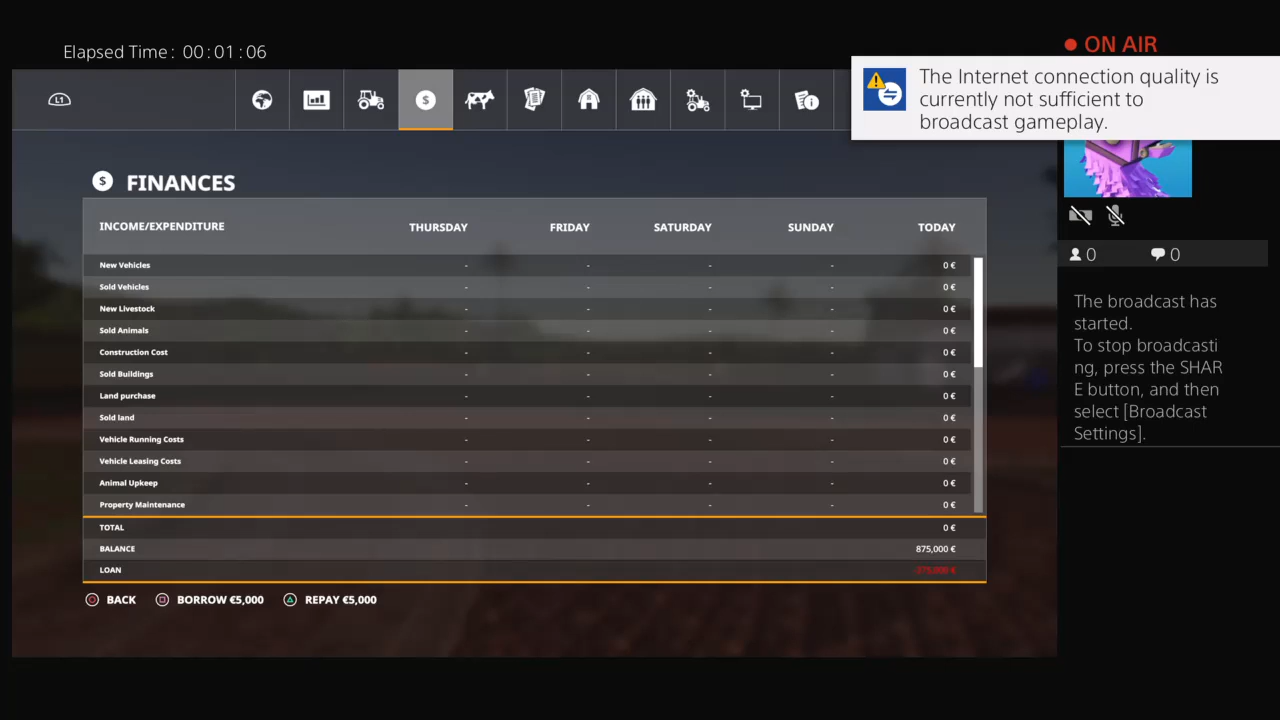 Elapsed Time: 00:01:06
ON AIR
The Internet connection quality is
currently not sufficient to
broadcast gameplay.
L1
$
$ FINANCES
INCOME/EXPENDITURE THURSDAY FRIDAY SATURDAY SUNDAY TODAY
New Vehicles - - - - 0 €
Sold Vehicles - - - - 0 €
New Livestock - - - - 0 €
Sold Animals - - - - 0 €
Construction Cost - - - - 0 €
Sold Buildings - - - - 0 €
Land purchase - - - - 0 €
Sold land - - - - 0 €
Vehicle Running Costs - - - - 0 €
Vehicle Leasing Costs - - - - 0 €
Animal Upkeep - - - - 0 €
Property Maintenance - - - - 0 €
TOTAL 0 €
BALANCE 875,000 €
LOAN -375,000 €
BACK BORROW €5,000 REPAY €5,000
0 0
The broadcast has
started.
To stop broadcasti
ng, press the SHAR
E button, and then
select [Broadcast
Settings].